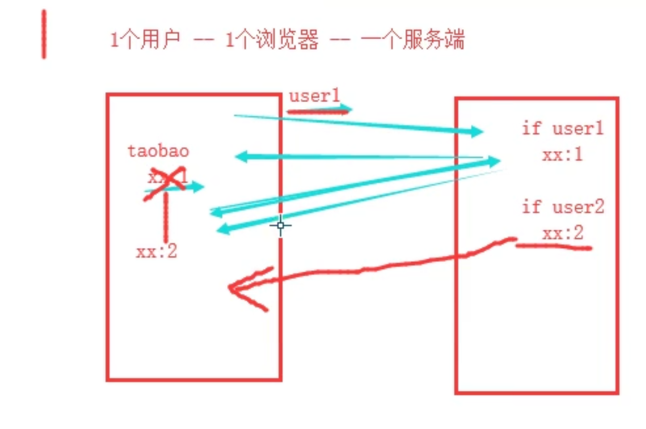 1个用户 -- 1个浏览器 -- 一个服务端
user1
taobao
xx:1
xx:2
if user1
xx:1
if user2
xx:2